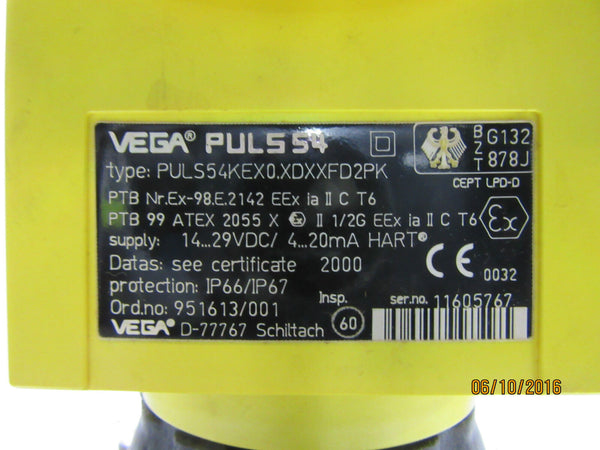 VEGA® PULS54
BZT G132 878J
type: PULS54KEX0.XDXXFD2PK
CEPT LPD-D
PTB Nr.Ex-98.E.2142 EEx ia II C T6
PTB 99 ATEX 2055 X Ex II 1/2G EEx ia II C T6 Ex
supply: 14...29VDC/ 4...20mA HART®
Datas: see certificate 2000 CE 0032
protection: IP66/IP67
Insp. ser.no. 11605767
Ord.no: 951613/001
VEGA® D-77767 Schiltach 60
06/10/2016